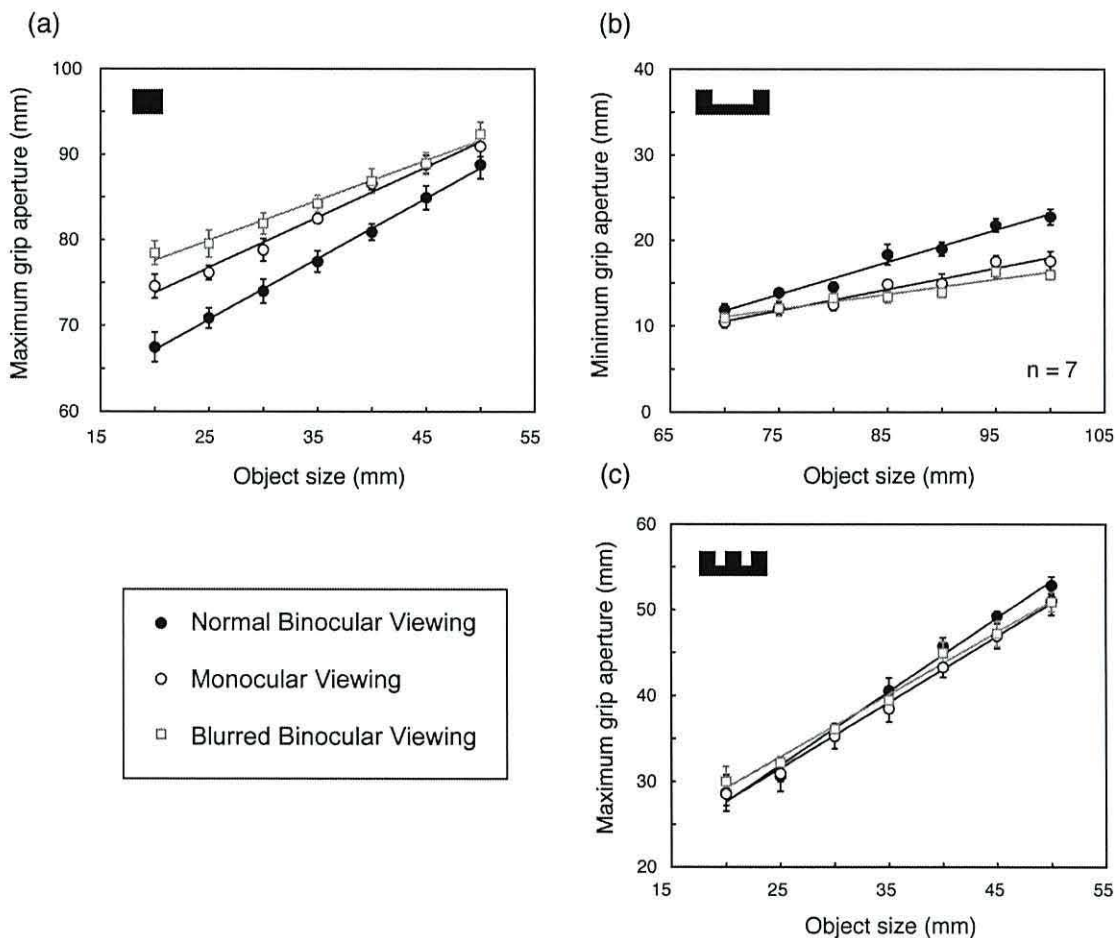 (a)
Maximum grip aperture (mm)
100
90
80
70
60
15
25
35
45
55
Object size (mm)
(b)
Minimum grip aperture (mm)
40
30
20
10
0
n = 7
65
75
85
95
105
Object size (mm)
(c)
Maximum grip aperture (mm)
60
50
40
30
20
15
25
35
45
55
Object size (mm)
Normal Binocular Viewing
Monocular Viewing
Blurred Binocular Viewing